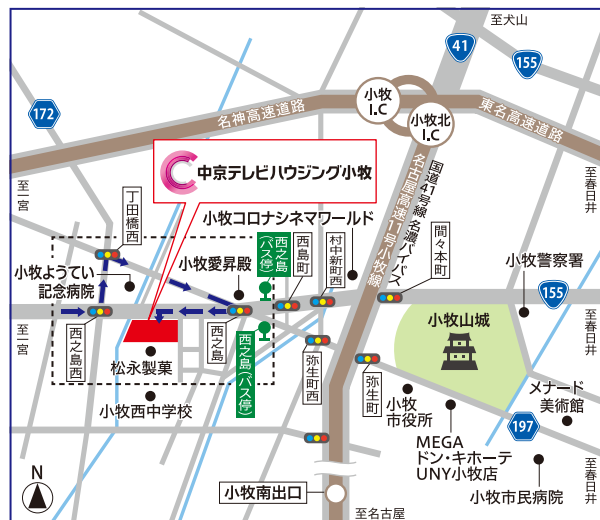 至犬山
41
155
172
小牧
I.C
小牧北
I.C
名神高速道路
東名高速道路
至一宮
中京テレビハウジング小牧
国道41号線 名濃バイパス
名古屋高速11号小牧線
至春日井
丁田橋西
小牧コロナシネマワールド
西之島
(バス停)
西島町
村中新町西
間々本町
小牧ようてい
記念病院
小牧愛昇殿
小牧警察署
155
至一宮
西之島西
西之島
西之島(バス停)
小牧山城
至春日井
松永製菓
弥生町西
弥生町
小牧西中学校
小牧
市役所
メナード
美術館
197
MEGA
ドン・キホーテ
UNY小牧店
至春日井
小牧市民病院
N
小牧南出口
至名古屋